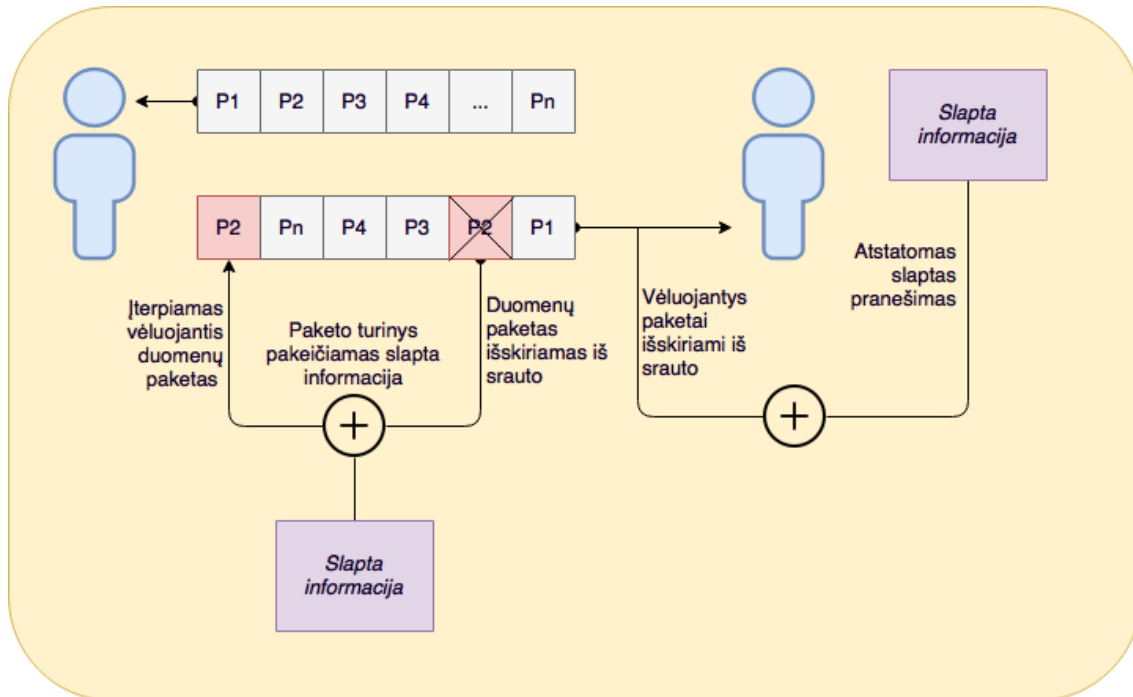 P1 P2 P3 P4 ... Pn
Slapta
informacija
P2 Pn P4 P3 P2 P1
Įterpiamas
vėluojantis
duomenų
paketas
Paketo turinys
pakeičiamas slapta
informacija
Duomenų
paketas
išskiriamas iš
srauto
Vėluojantys
paketai
išskiriami iš
srauto
Atstatomas
slaptas
pranešimas
Slapta
informacija